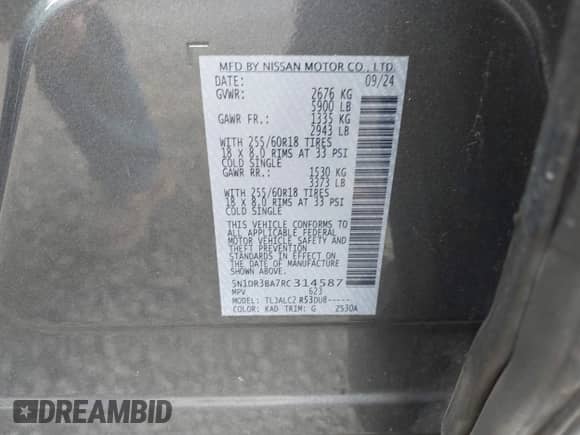 MFD BY NISSAN MOTOR CO., LTD.
DATE: 09/24
GVWR: 2676 KG
5900 LB
GAWR FR.: 1335 KG
2943 LB
WITH 255/60R18 TIRES
18 X 8.0 RIMS AT 33 PSI
COLD SINGLE
GAWR RR.: 1530 KG
3373 LB
WITH 255/60R18 TIRES
18 X 8.0 RIMS AT 33 PSI
COLD SINGLE
THIS VEHICLE CONFORMS TO
ALL APPLICABLE FEDERAL
MOTOR VEHICLE SAFETY AND
THEFT PREVENTION
STANDARDS IN EFFECT ON
THE DATE OF MANUFACTURE
SHOWN ABOVE.
5N1DR3BA7RC314587
MPV 623
MODEL: TLJALC2 R53DU8-----
COLOR: KAD TRIM: G 2530A
DREAMBID